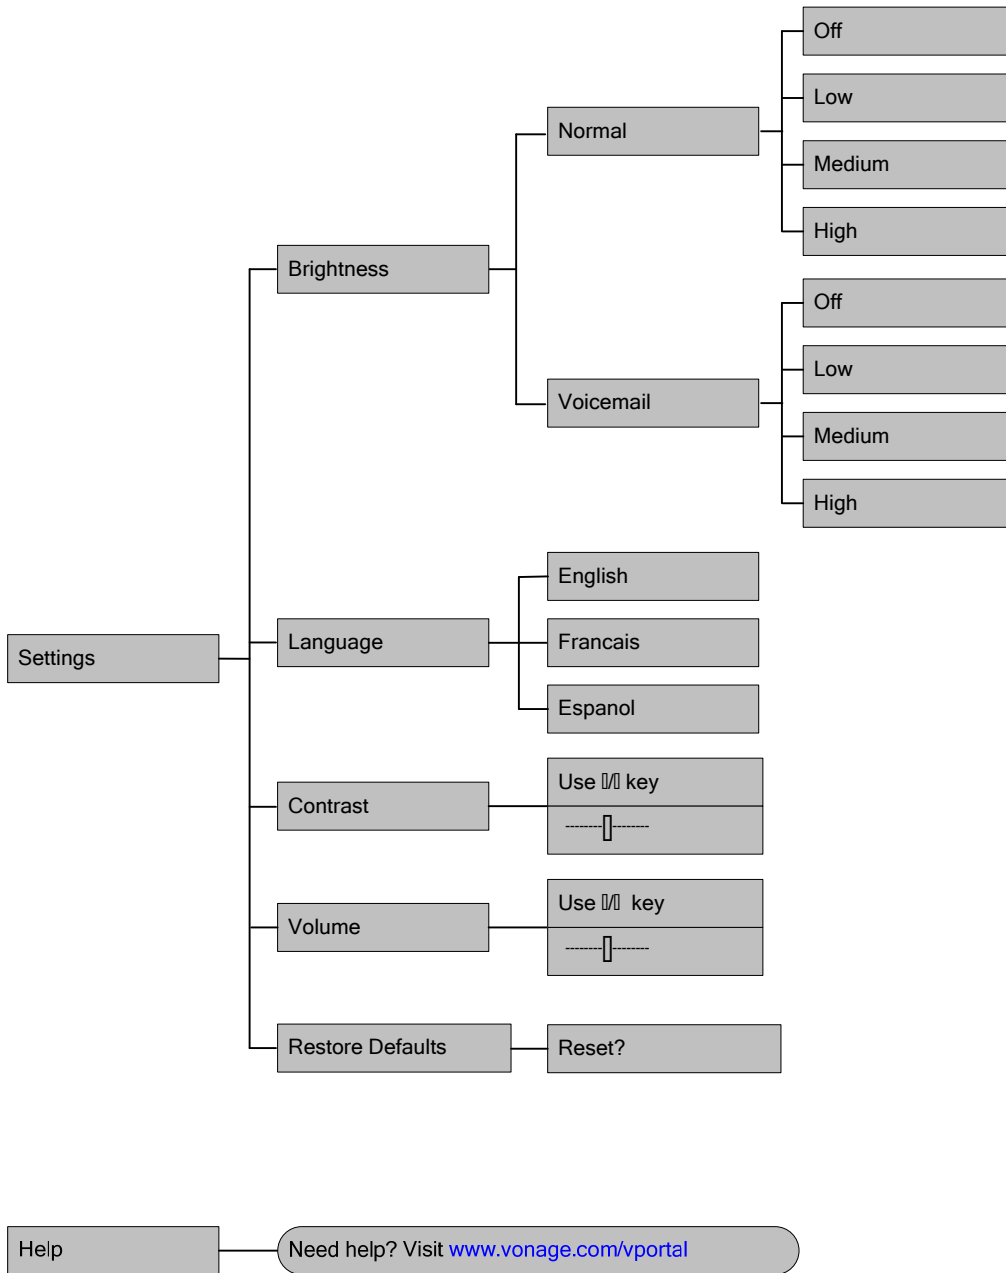 Off
Low
Normal
Medium
High
Brightness
Off
Low
Voicemail
Medium
High
English
Language
Francais
Settings
Espanol
Use ▯/▯ key
Contrast
--------[]--------
Use ▯/▯ key
Volume
--------[]--------
Restore Defaults
Reset?
Help
Need help? Visit www.vonage.com/vportal